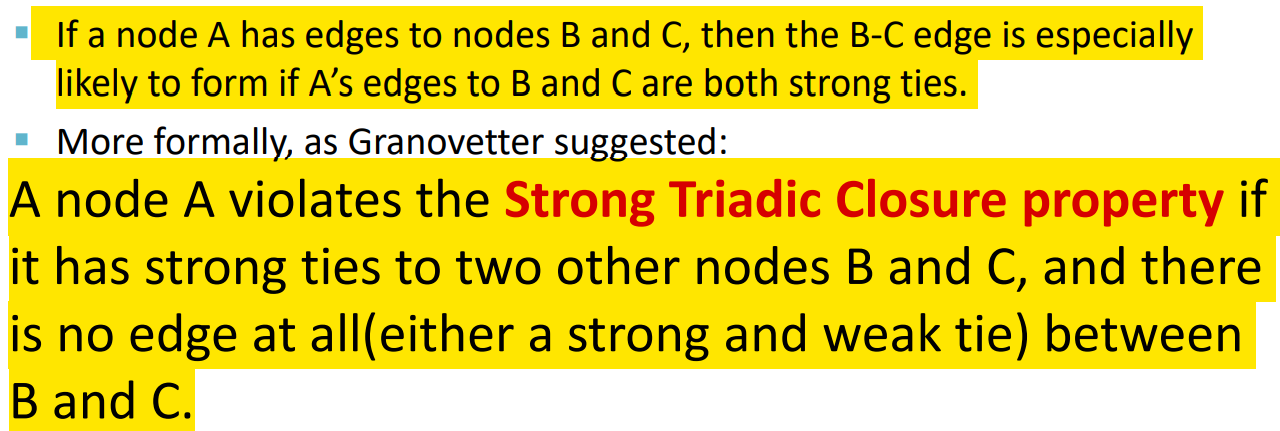 ▪ If a node A has edges to nodes B and C, then the B-C edge is especially
likely to form if A’s edges to B and C are both strong ties.
▪ More formally, as Granovetter suggested:
A node A violates the Strong Triadic Closure property if
it has strong ties to two other nodes B and C, and there
is no edge at all(either a strong and weak tie) between
B and C.